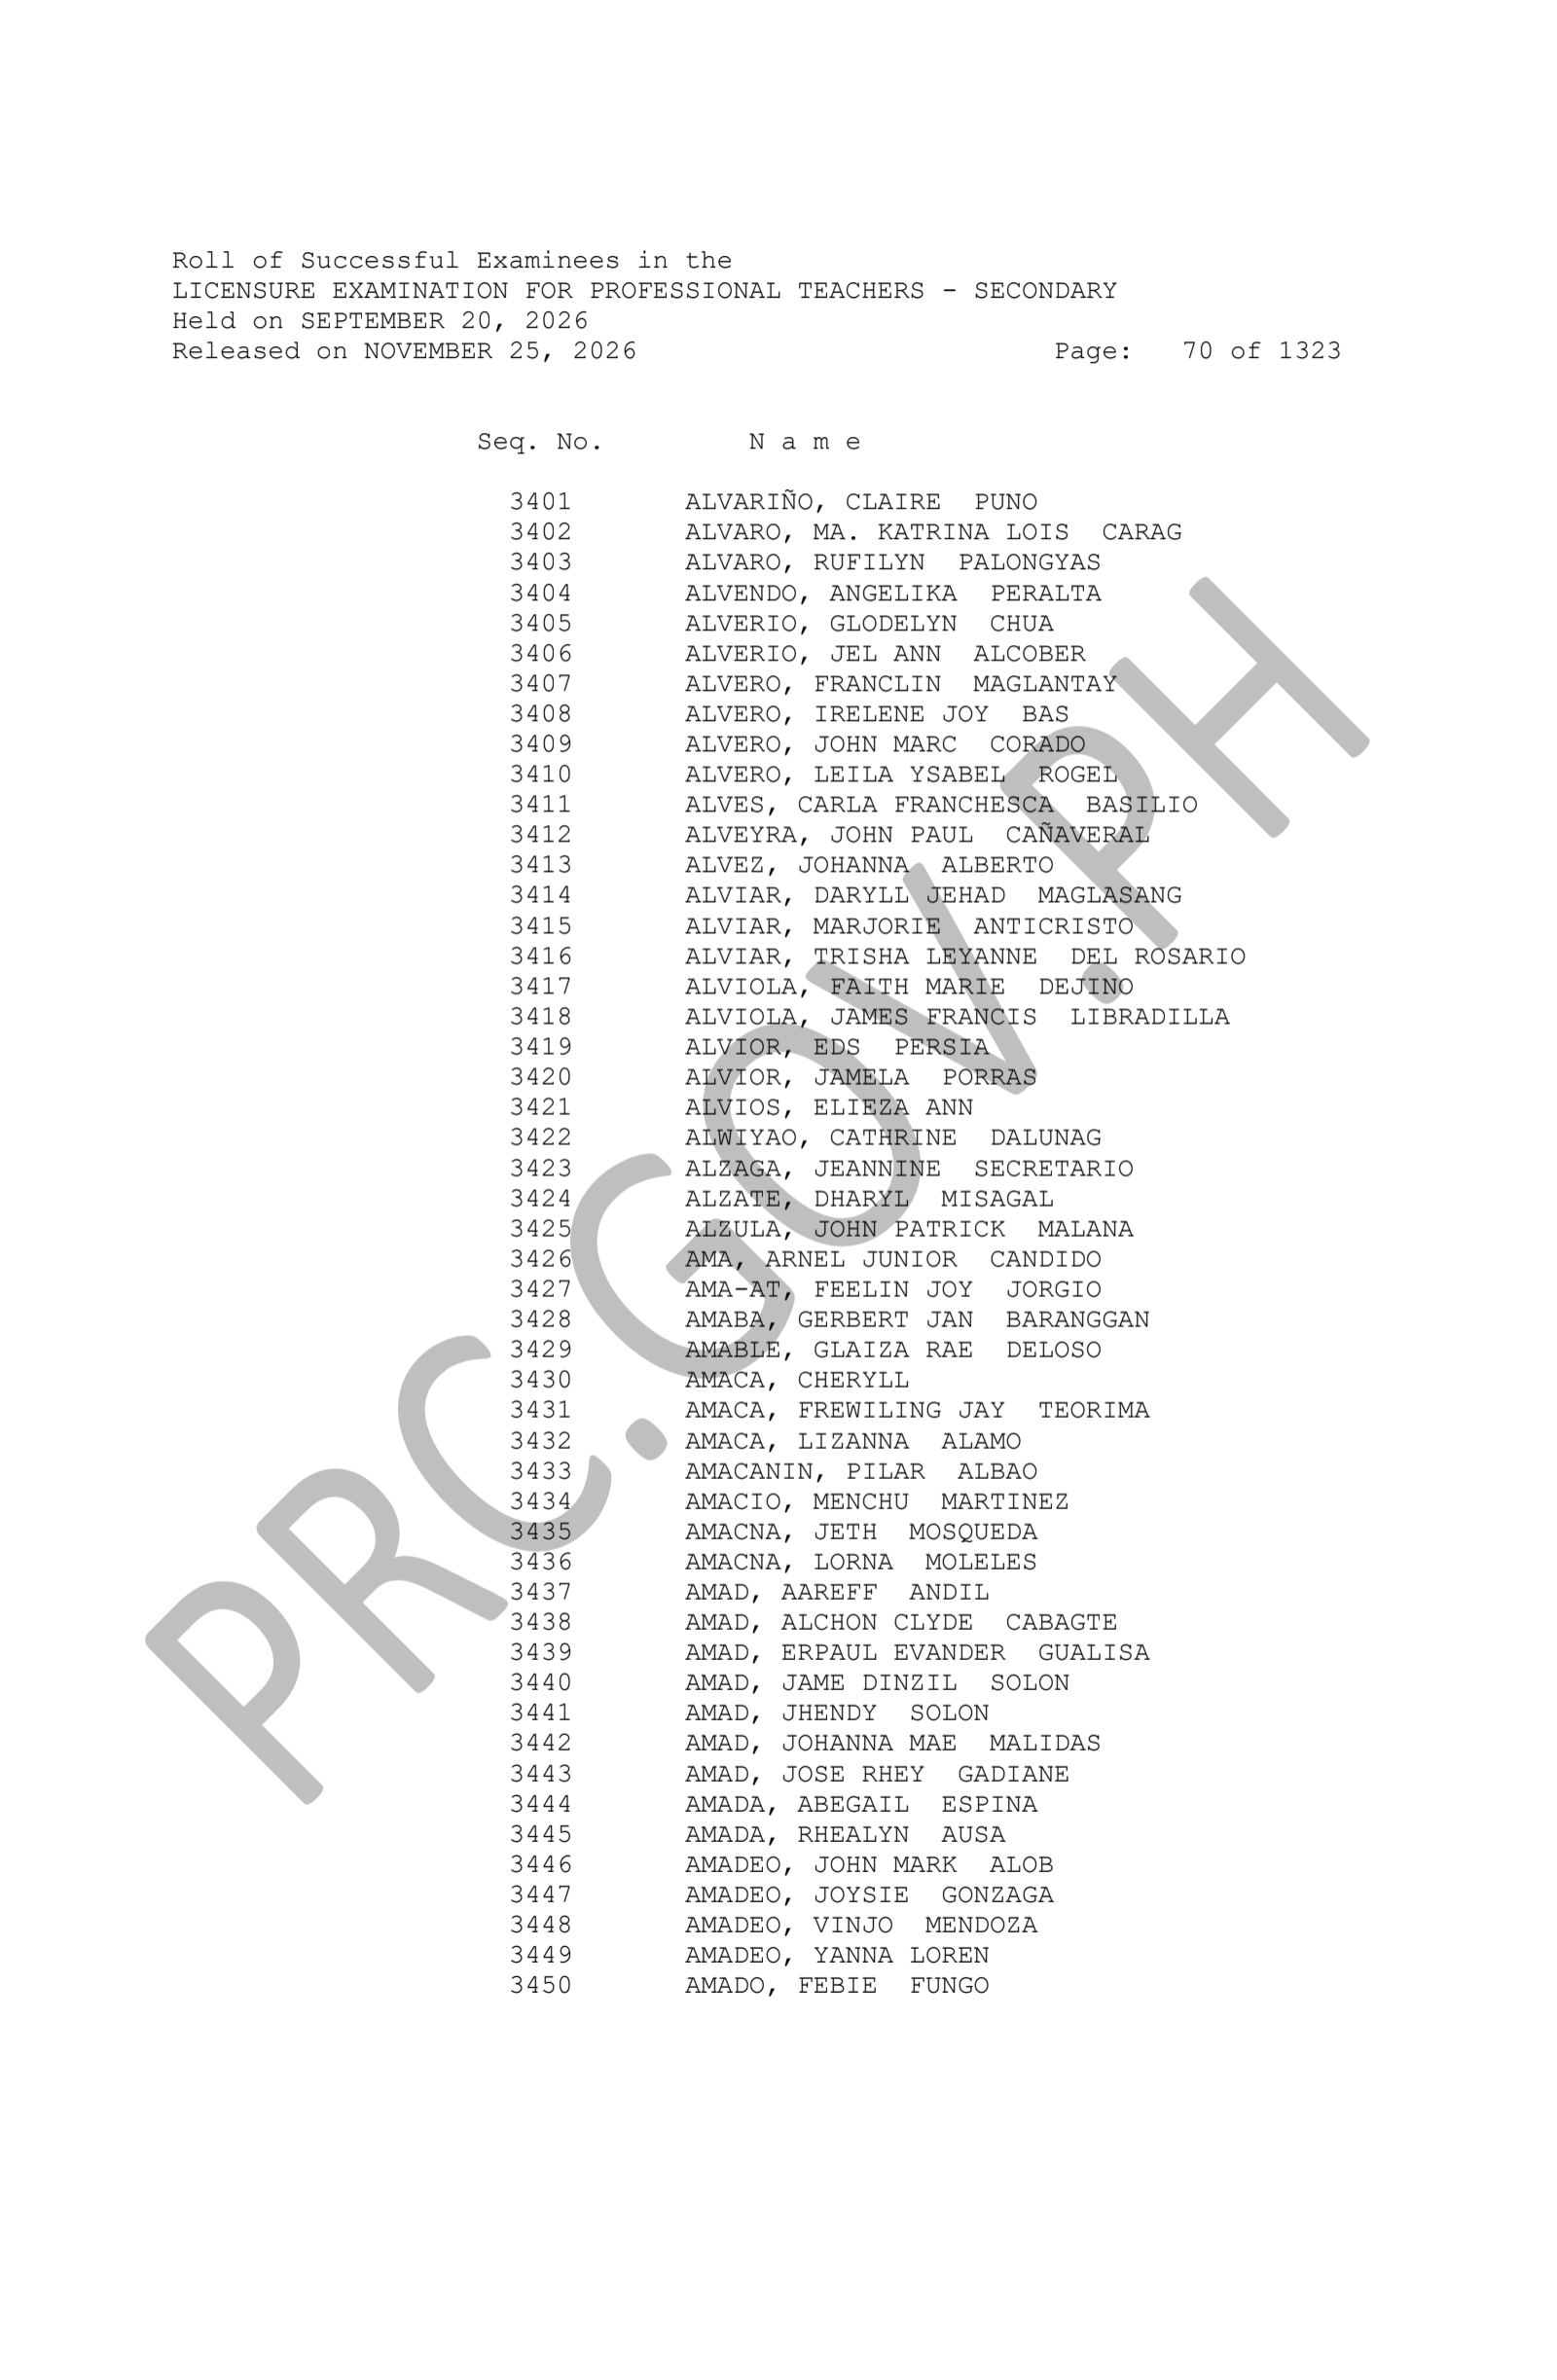 Roll of Successful Examinees in the
LICENSURE EXAMINATION FOR PROFESSIONAL TEACHERS - SECONDARY
Held on SEPTEMBER 20, 2026
Released on NOVEMBER 25, 2026 Page: 70 of 1323
Seq. No. N a m e
3401 ALVARIÑO, CLAIRE PUNO
3402 ALVARO, MA. KATRINA LOIS CARAG
3403 ALVARO, RUFILYN PALONGYAS
3404 ALVENDO, ANGELIKA PERALTA
3405 ALVERIO, GLODELYN CHUA
3406 ALVERIO, JEL ANN ALCOBER
3407 ALVERO, FRANCLIN MAGLANTAY
3408 ALVERO, IRELENE JOY BAS
3409 ALVERO, JOHN MARC CORADO
3410 ALVERO, LEILA YSABEL ROGEL
3411 ALVES, CARLA FRANCHESCA BASILIO
3412 ALVEYRA, JOHN PAUL CAÑAVERAL
3413 ALVEZ, JOHANNA ALBERTO
3414 ALVIAR, DARYLL JEHAD MAGLASANG
3415 ALVIAR, MARJORIE ANTICRISTO
3416 ALVIAR, TRISHA LEYANNE DEL ROSARIO
3417 ALVIOLA, FAITH MARIE DEJINO
3418 ALVIOLA, JAMES FRANCIS LIBRADILLA
3419 ALVIOR, EDS PERSIA
3420 ALVIOR, JAMELA PORRAS
3421 ALVIOS, ELIEZA ANN
3422 ALWIYAO, CATHRINE DALUNAG
3423 ALZAGA, JEANNINE SECRETARIO
3424 ALZATE, DHARYL MISAGAL
3425 ALZULA, JOHN PATRICK MALANA
3426 AMA, ARNEL JUNIOR CANDIDO
3427 AMA-AT, FEELIN JOY JORGIO
3428 AMABA, GERBERT JAN BARANGGAN
3429 AMABLE, GLAIZA RAE DELOSO
3430 AMACA, CHERYLL
3431 AMACA, FREWILING JAY TEORIMA
3432 AMACA, LIZANNA ALAMO
3433 AMACANIN, PILAR ALBAO
3434 AMACIO, MENCHU MARTINEZ
3435 AMACNA, JETH MOSQUEDA
3436 AMACNA, LORNA MOLELES
3437 AMAD, AAREFF ANDIL
3438 AMAD, ALCHON CLYDE CABAGTE
3439 AMAD, ERPAUL EVANDER GUALISA
3440 AMAD, JAME DINZIL SOLON
3441 AMAD, JHENDY SOLON
3442 AMAD, JOHANNA MAE MALIDAS
3443 AMAD, JOSE RHEY GADIANE
3444 AMADA, ABEGAIL ESPINA
3445 AMADA, RHEALYN AUSA
3446 AMADEO, JOHN MARK ALOB
3447 AMADEO, JOYSIE GONZAGA
3448 AMADEO, VINJO MENDOZA
3449 AMADEO, YANNA LOREN
3450 AMADO, FEBIE FUNGO
PRC.GOV.PH